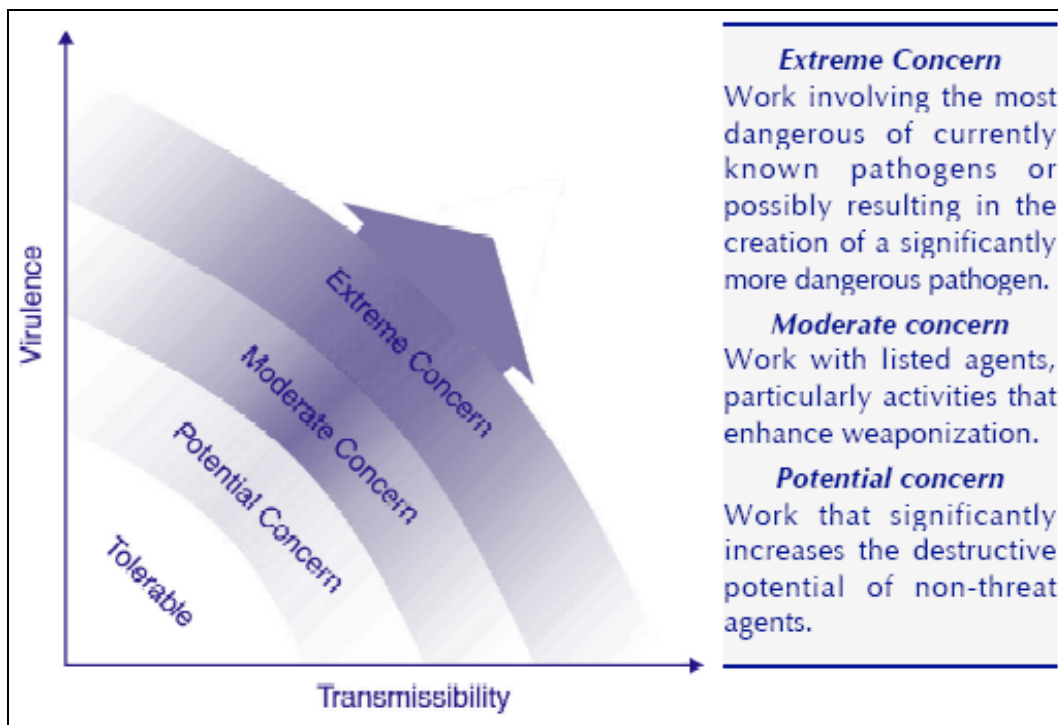 Virulence
Extreme Concern
Moderate Concern
Potential Concern
Tolerable
Transmissibility
Extreme Concern
Work involving the most
dangerous of currently
known pathogens or
possibly resulting in the
creation of a significantly
more dangerous pathogen.
Moderate concern
Work with listed agents,
particularly activities that
enhance weaponization.
Potential concern
Work that significantly
increases the destructive
potential of non-threat
agents.